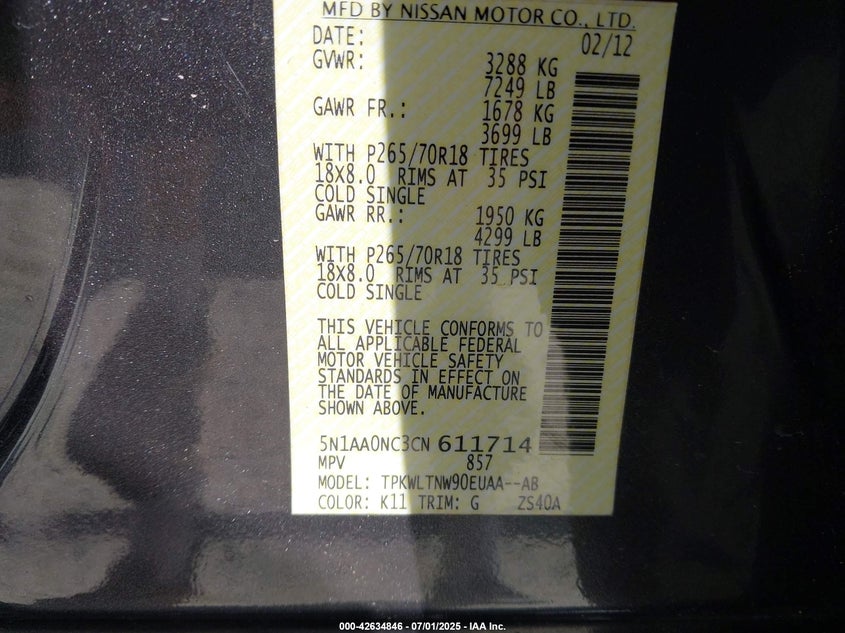 MFD BY NISSAN MOTOR CO., LTD.
DATE: 02/12
GVWR: 3288 KG
7249 LB
GAWR FR.: 1678 KG
3699 LB
WITH P265/70R18 TIRES
18X8.0 RIMS AT 35 PSI
COLD SINGLE
GAWR RR.: 1950 KG
4299 LB
WITH P265/70R18 TIRES
18X8.0 RIMS AT 35 PSI
COLD SINGLE
THIS VEHICLE CONFORMS TO
ALL APPLICABLE FEDERAL
MOTOR VEHICLE SAFETY
STANDARDS IN EFFECT ON
THE DATE OF MANUFACTURE
SHOWN ABOVE.
5N1AA0NC3CN 611714
MPV 857
MODEL: TPKWLTNW90EUAA--AB
COLOR: K11 TRIM: G ZS40A
000-42634846 - 07/01/2025 - IAA Inc.